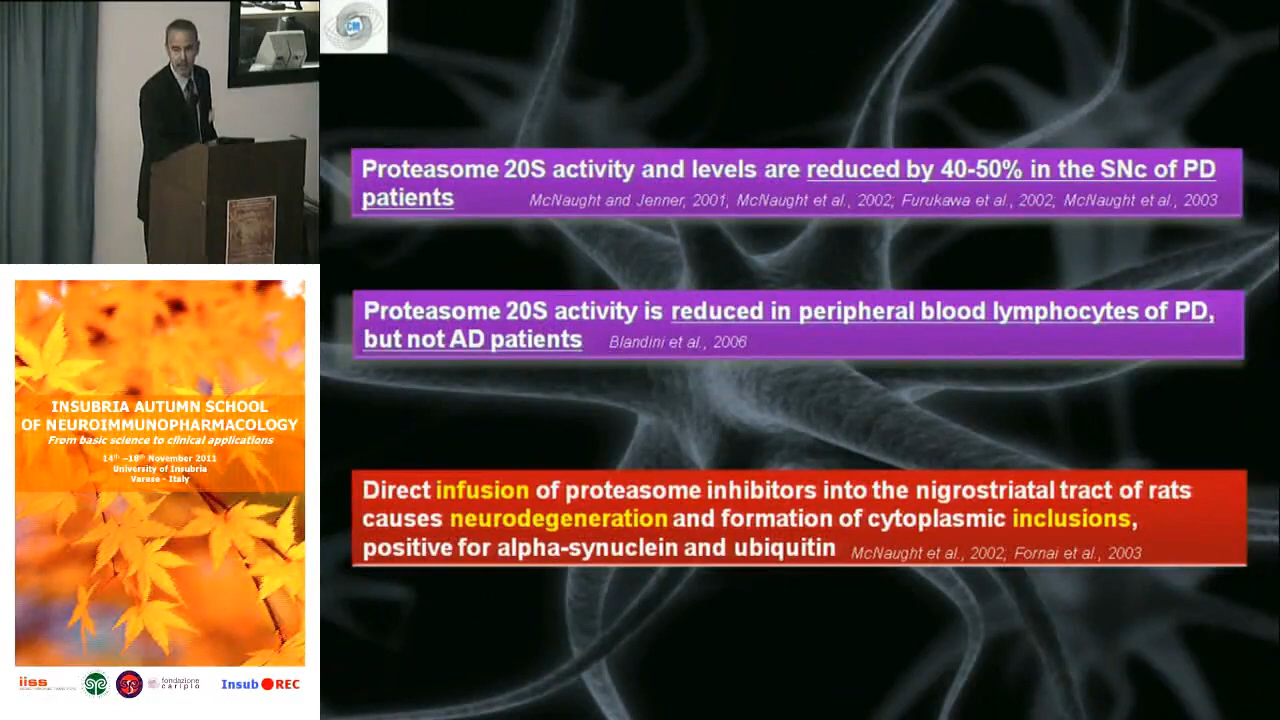 CM
Proteasome 20S activity and levels are reduced by 40-50% in the SNc of PD
patients McNaught and Jenner, 2001; McNaught et al., 2002; Furukawa et al., 2002; McNaught et al., 2003
Proteasome 20S activity is reduced in peripheral blood lymphocytes of PD,
but not AD patients Blandini et al., 2006
Direct infusion of proteasome inhibitors into the nigrostriatal tract of rats
causes neurodegeneration and formation of cytoplasmic inclusions,
positive for alpha-synuclein and ubiquitin McNaught et al., 2002; Fornai et al., 2003
INSUBRIA AUTUMN SCHOOL
OF NEUROIMMUNOPHARMACOLOGY
From basic science to clinical applications
14th –18th November 2011
University of Insubria
Varese - Italy
iiss
fondazione
cariplo
Insub REC